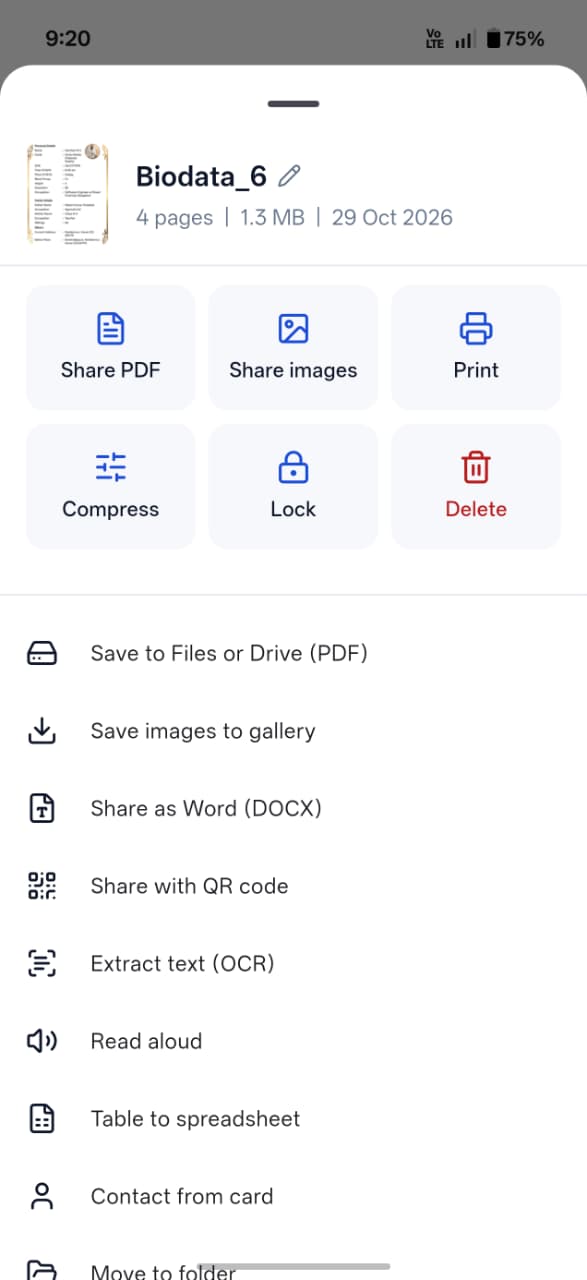 9:20
Vo
LTE
75%
Biodata_6
4 pages | 1.3 MB | 29 Oct 2026
Share PDF
Share images
Print
Compress
Lock
Delete
Save to Files or Drive (PDF)
Save images to gallery
Share as Word (DOCX)
Share with QR code
Extract text (OCR)
Read aloud
Table to spreadsheet
Contact from card
Move to folder